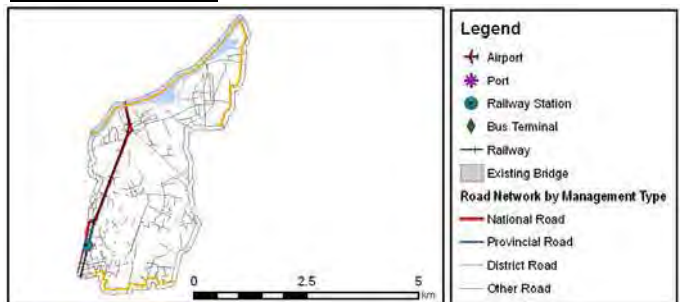 Legend
Airport
Port
Railway Station
Bus Terminal
Railway
Existing Bridge
Road Network by Management Type
National Road
Provincial Road
District Road
Other Road
0 2.5 5
km